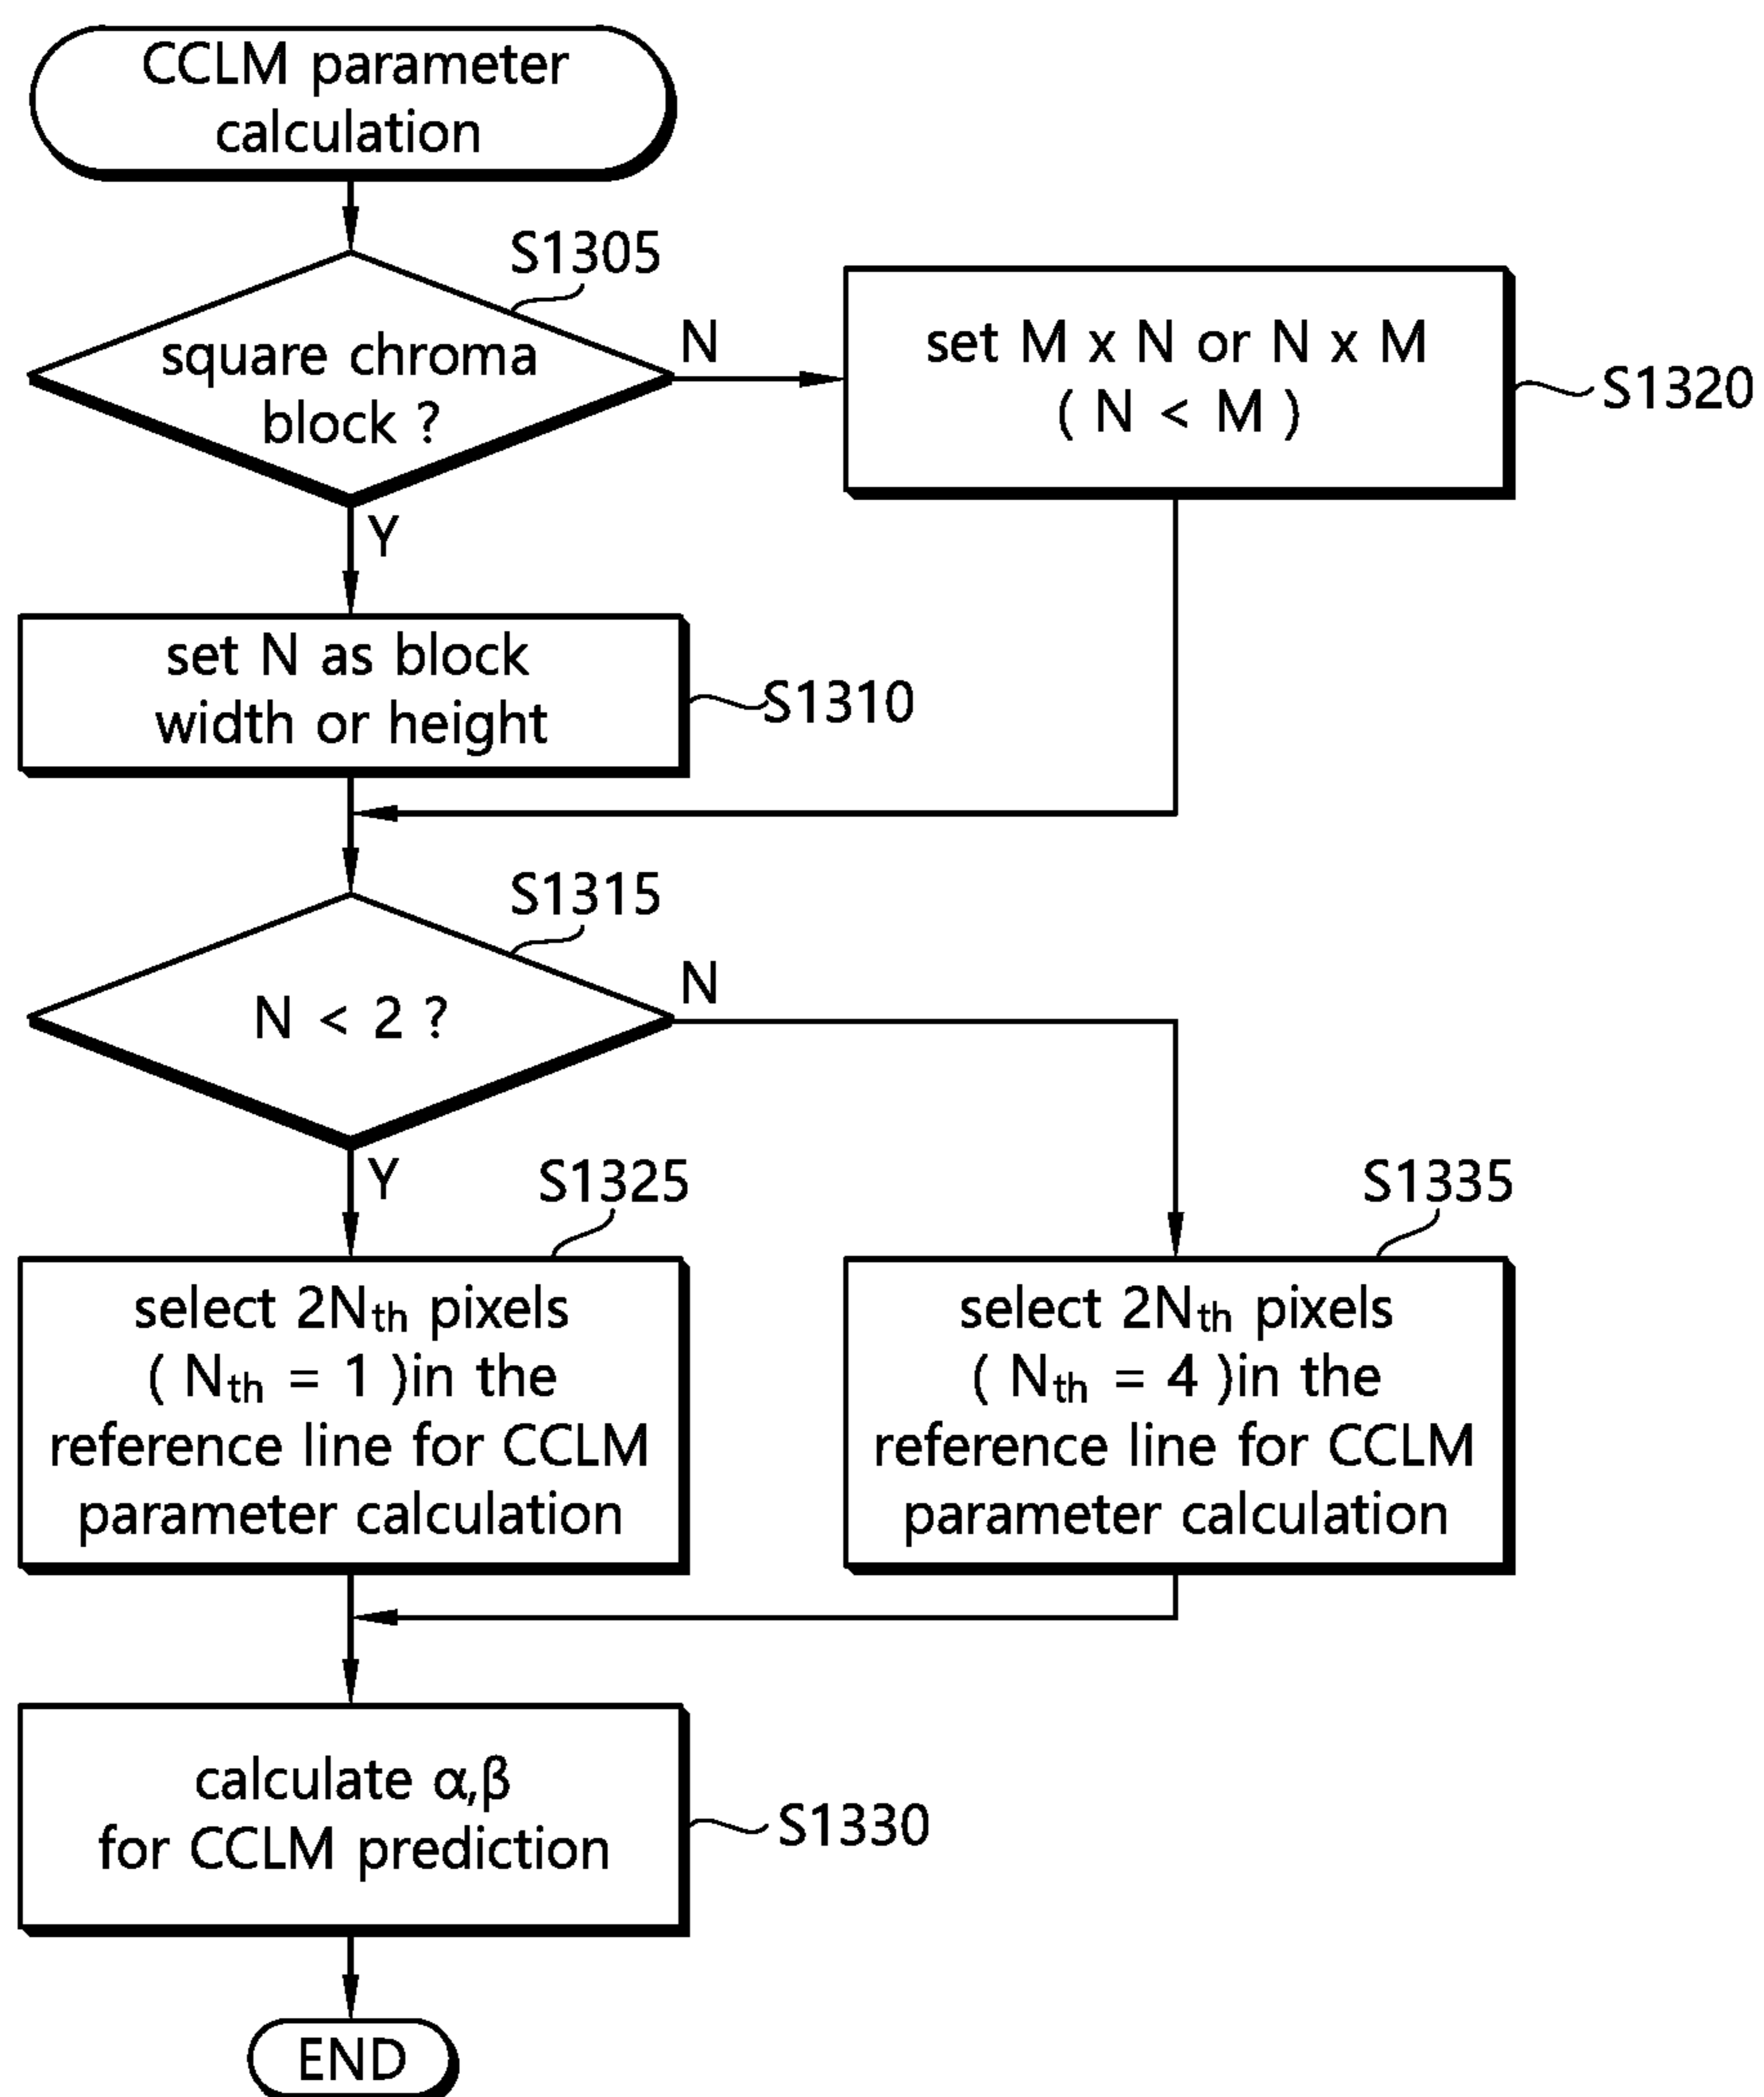 CCLM parameter
calculation
S1305
square chroma
block ?
N
set M x N or N x M
( N < M )
S1320
Y
set N as block
width or height
S1310
S1315
N < 2 ?
N
Y
S1325
select 2Nth pixels
( Nth = 1 )in the
reference line for CCLM
parameter calculation
S1335
select 2Nth pixels
( Nth = 4 )in the
reference line for CCLM
parameter calculation
calculate α,β
for CCLM prediction
S1330
END